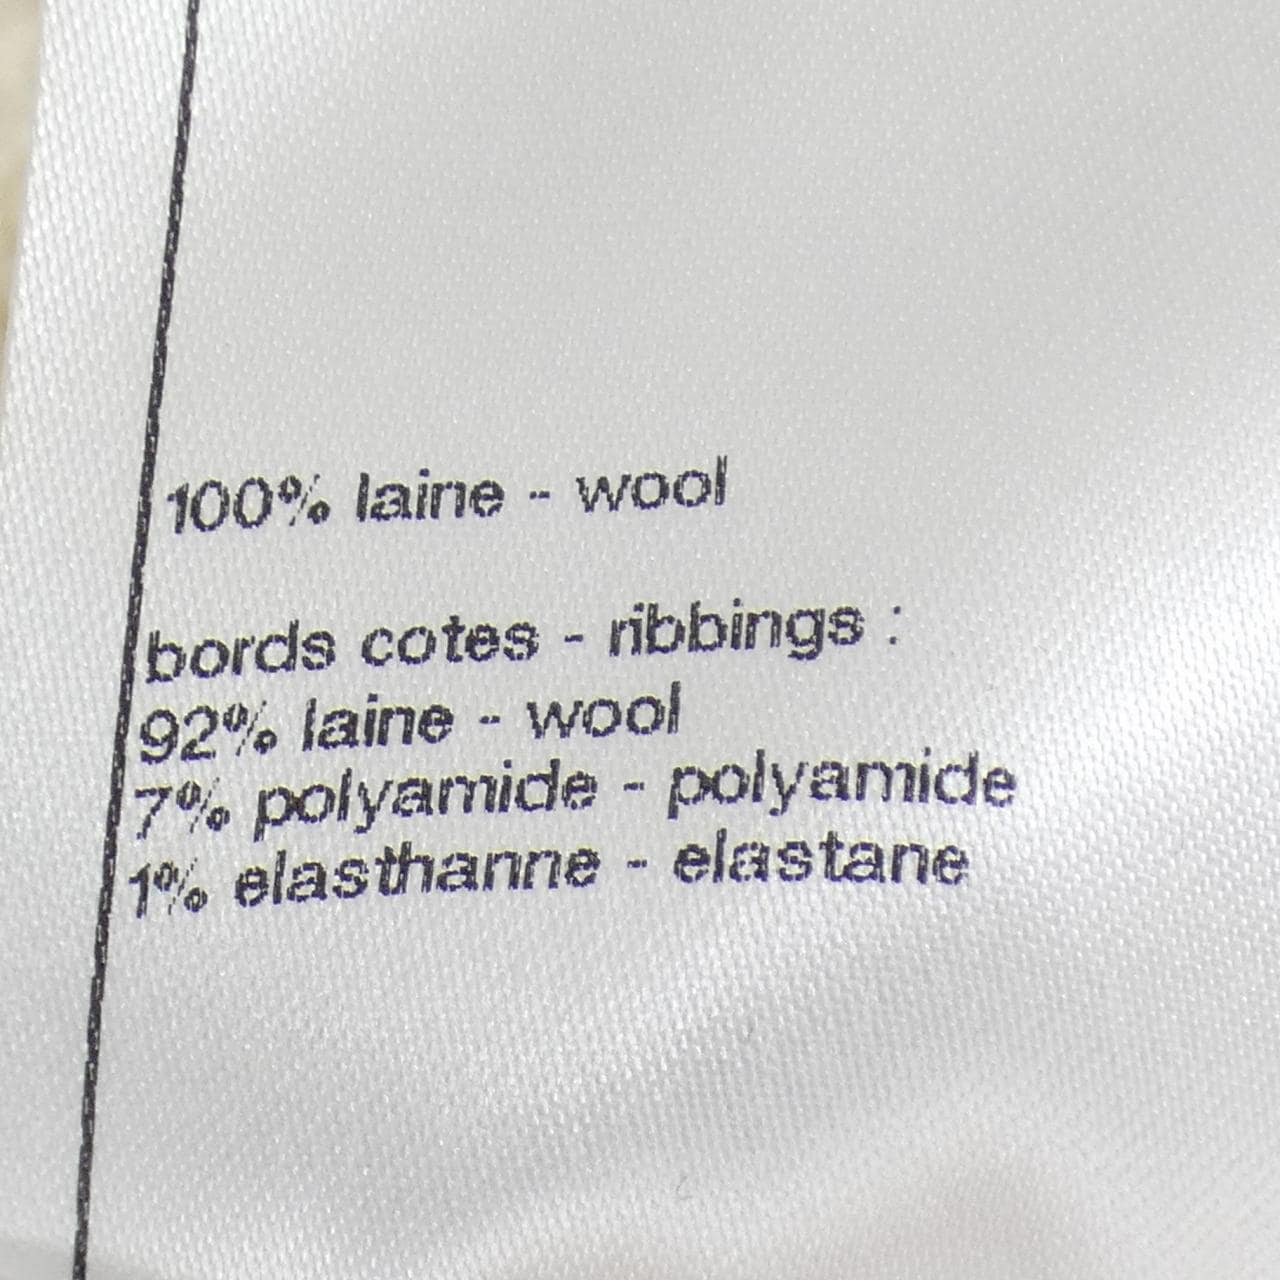 100% laine - wool
bords cotes - ribbings :
92% laine - wool
7% polyamide - polyamide
1% elasthanne - elastane